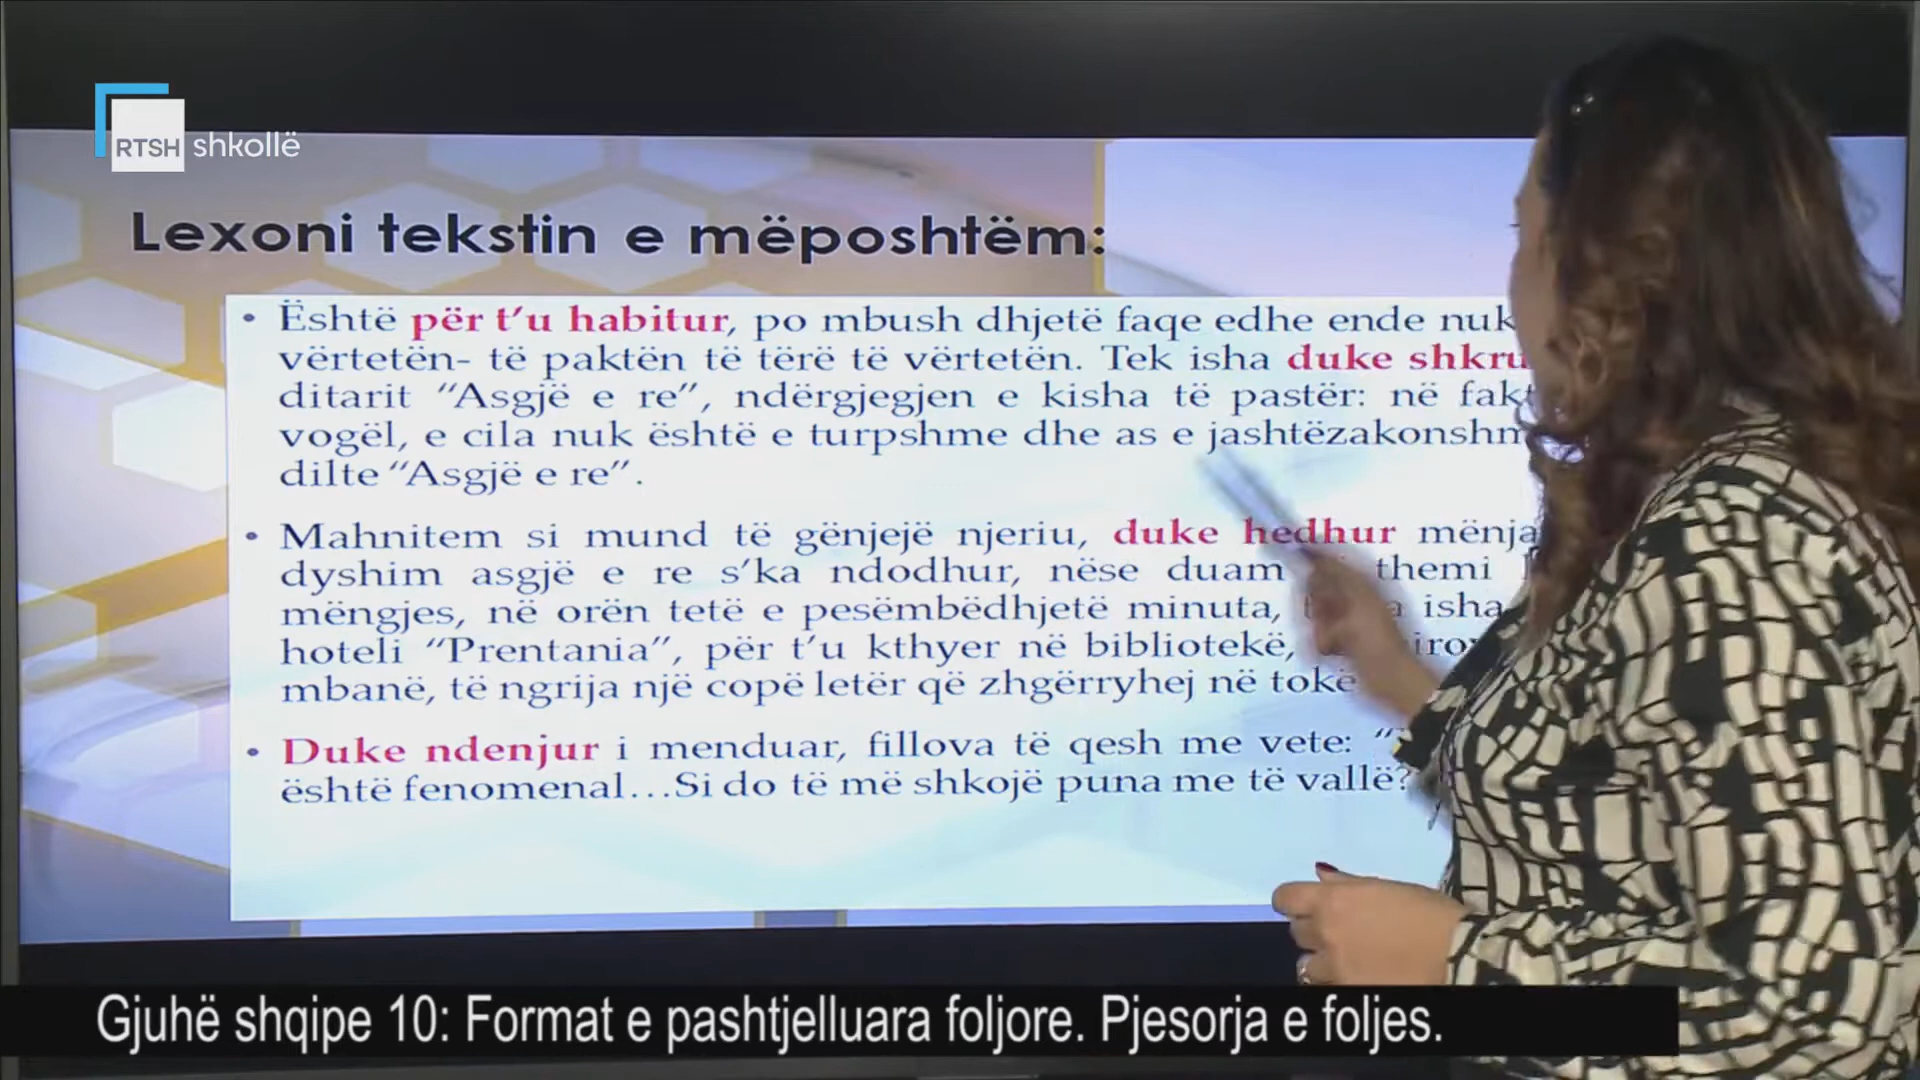 RTSH shkollë
Lexoni tekstin e mëposhtëm:
• Është për t'u habitur, po mbush dhjetë faqe edhe ende nuk
vërtetën- të paktën të tërë të vërtetën. Tek isha duke
ditarit "Asgjë e re", ndërgjegjen e kisha të pastër: në
vogël, e cila nuk është e turpshme dhe as e
dilte "Asgjë e re".
• Mahnitem si mund të gënjejë njeriu, duke hedhur
dyshim asgjë e re s'ka ndodhur, nëse duam themi
mëngjes, në orën tetë e pesëmbëdhjetë minuta, isha
hoteli "Prentania", për t'u kthyer në bibliotekë,
mbanë, të ngrija një copë letër që zhgërryhej në tokë
• Duke ndenjur i menduar, fillova të qesh me vete:
është fenomenal...Si do të më shkojë puna me të vallë?
Gjuhë shqipe 10: Format e pashtjelluara foljore. Pjesorja e foljes.